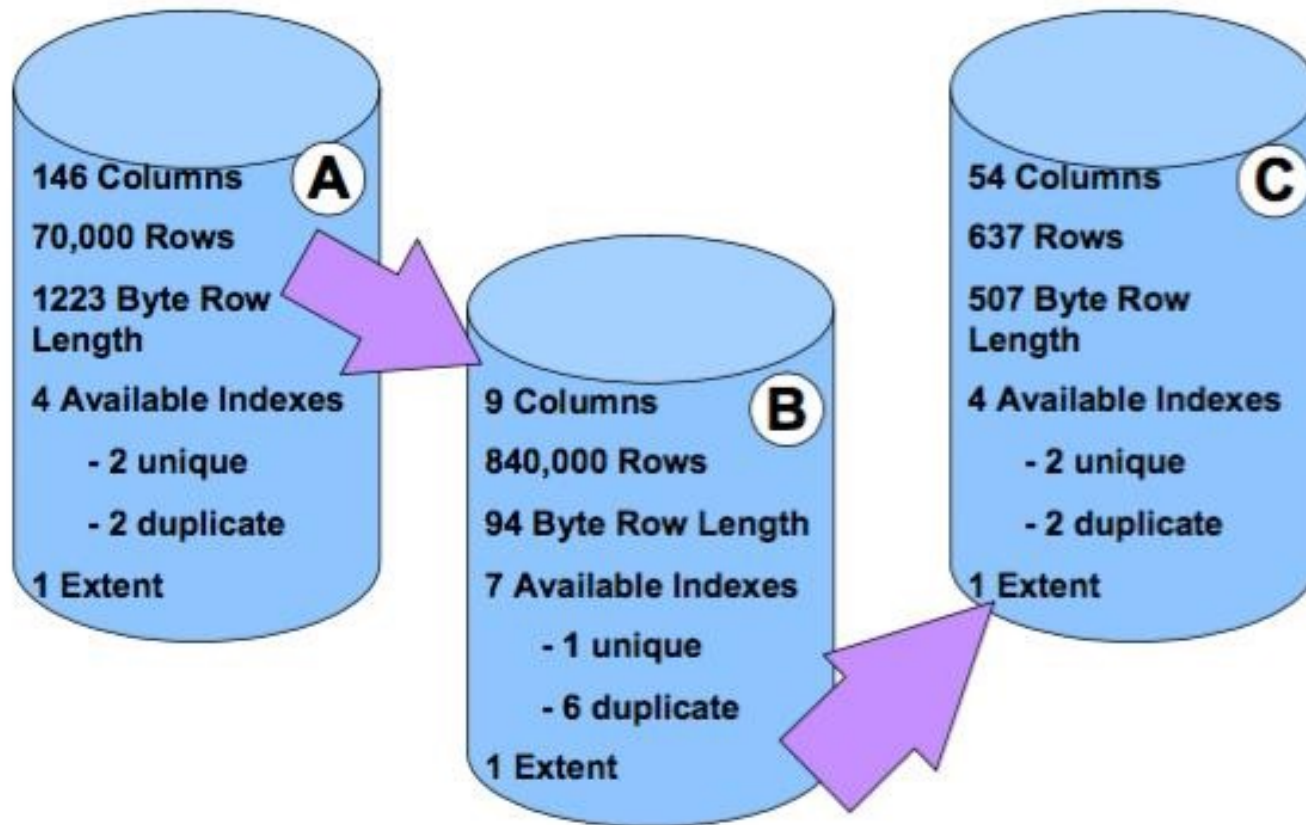 146 Columns
A
70,000 Rows
1223 Byte Row
Length
4 Available Indexes
- 2 unique
- 2 duplicate
1 Extent
9 Columns
B
840,000 Rows
94 Byte Row Length
7 Available Indexes
- 1 unique
- 6 duplicate
1 Extent
54 Columns
C
637 Rows
507 Byte Row
Length
4 Available Indexes
- 2 unique
- 2 duplicate
1 Extent